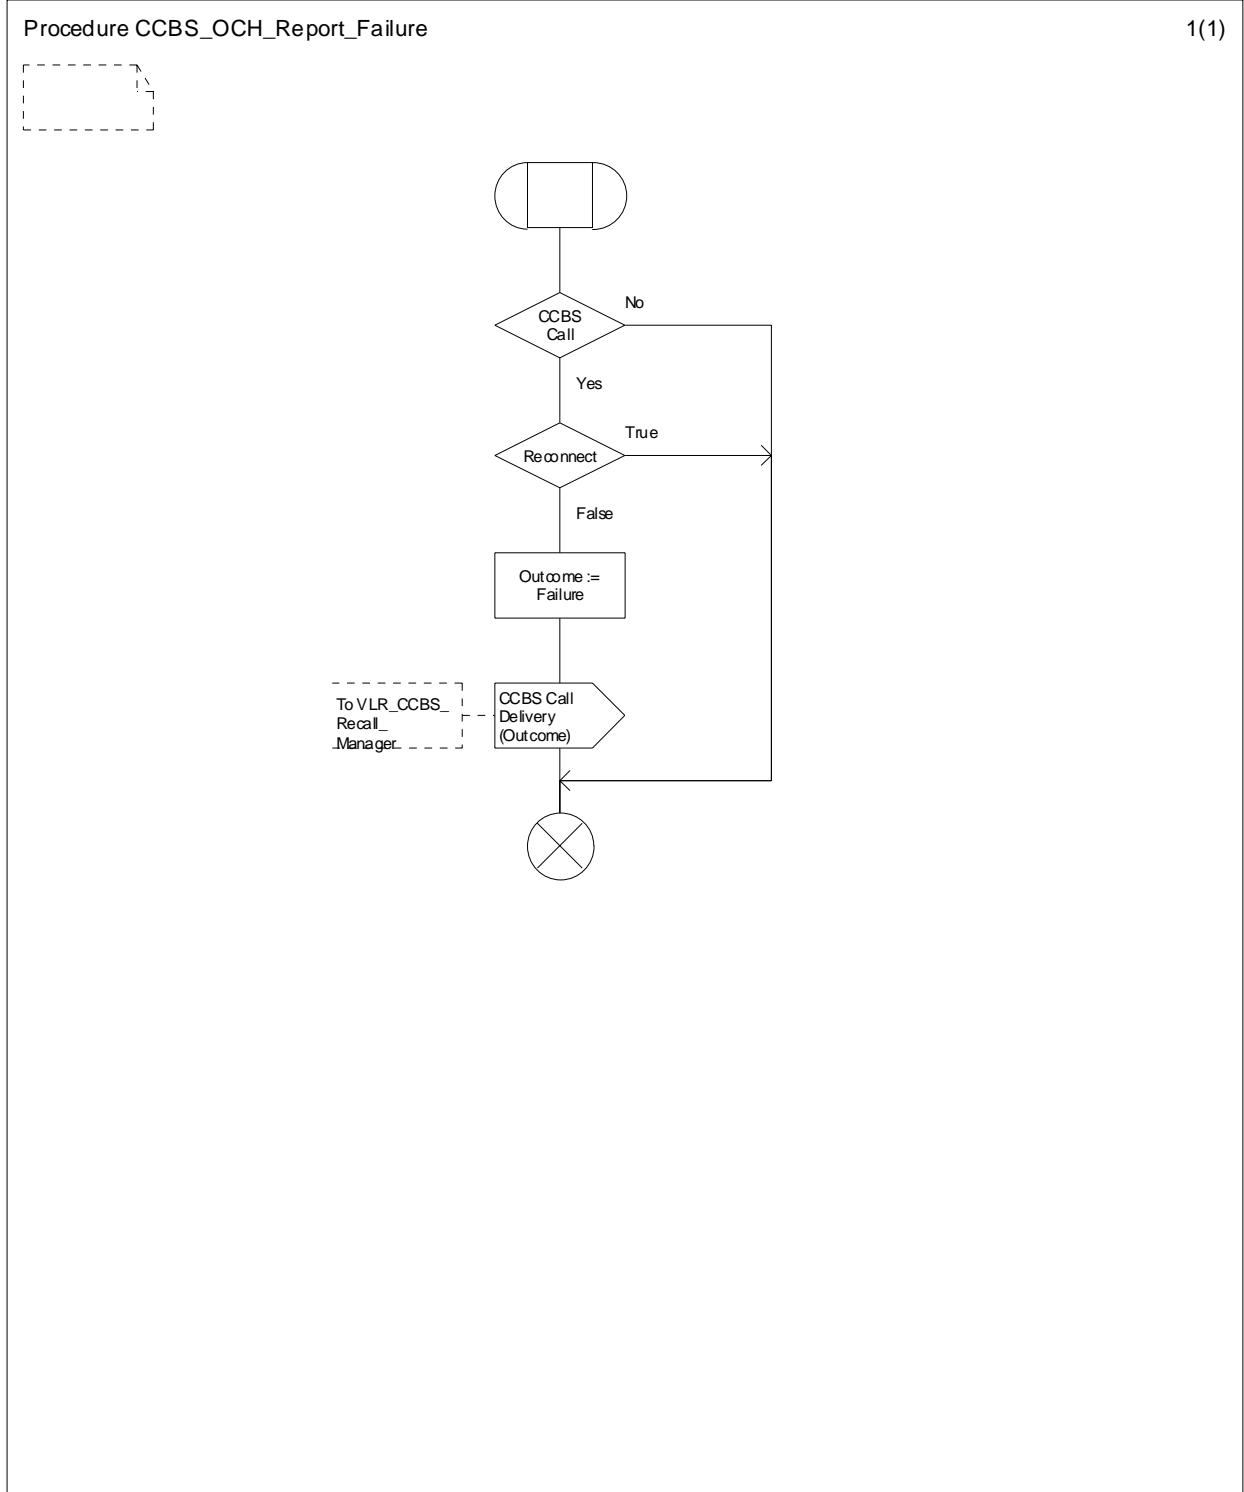 Procedure CCBS_OCH_Report_Failure
1(1)
No
CCBS
Call
Yes
True
Reconnect
False
Outcome :=
Failure
To VLR_CCBS_
Recall_
Manager
CCBS Call
Delivery
(Outcome)